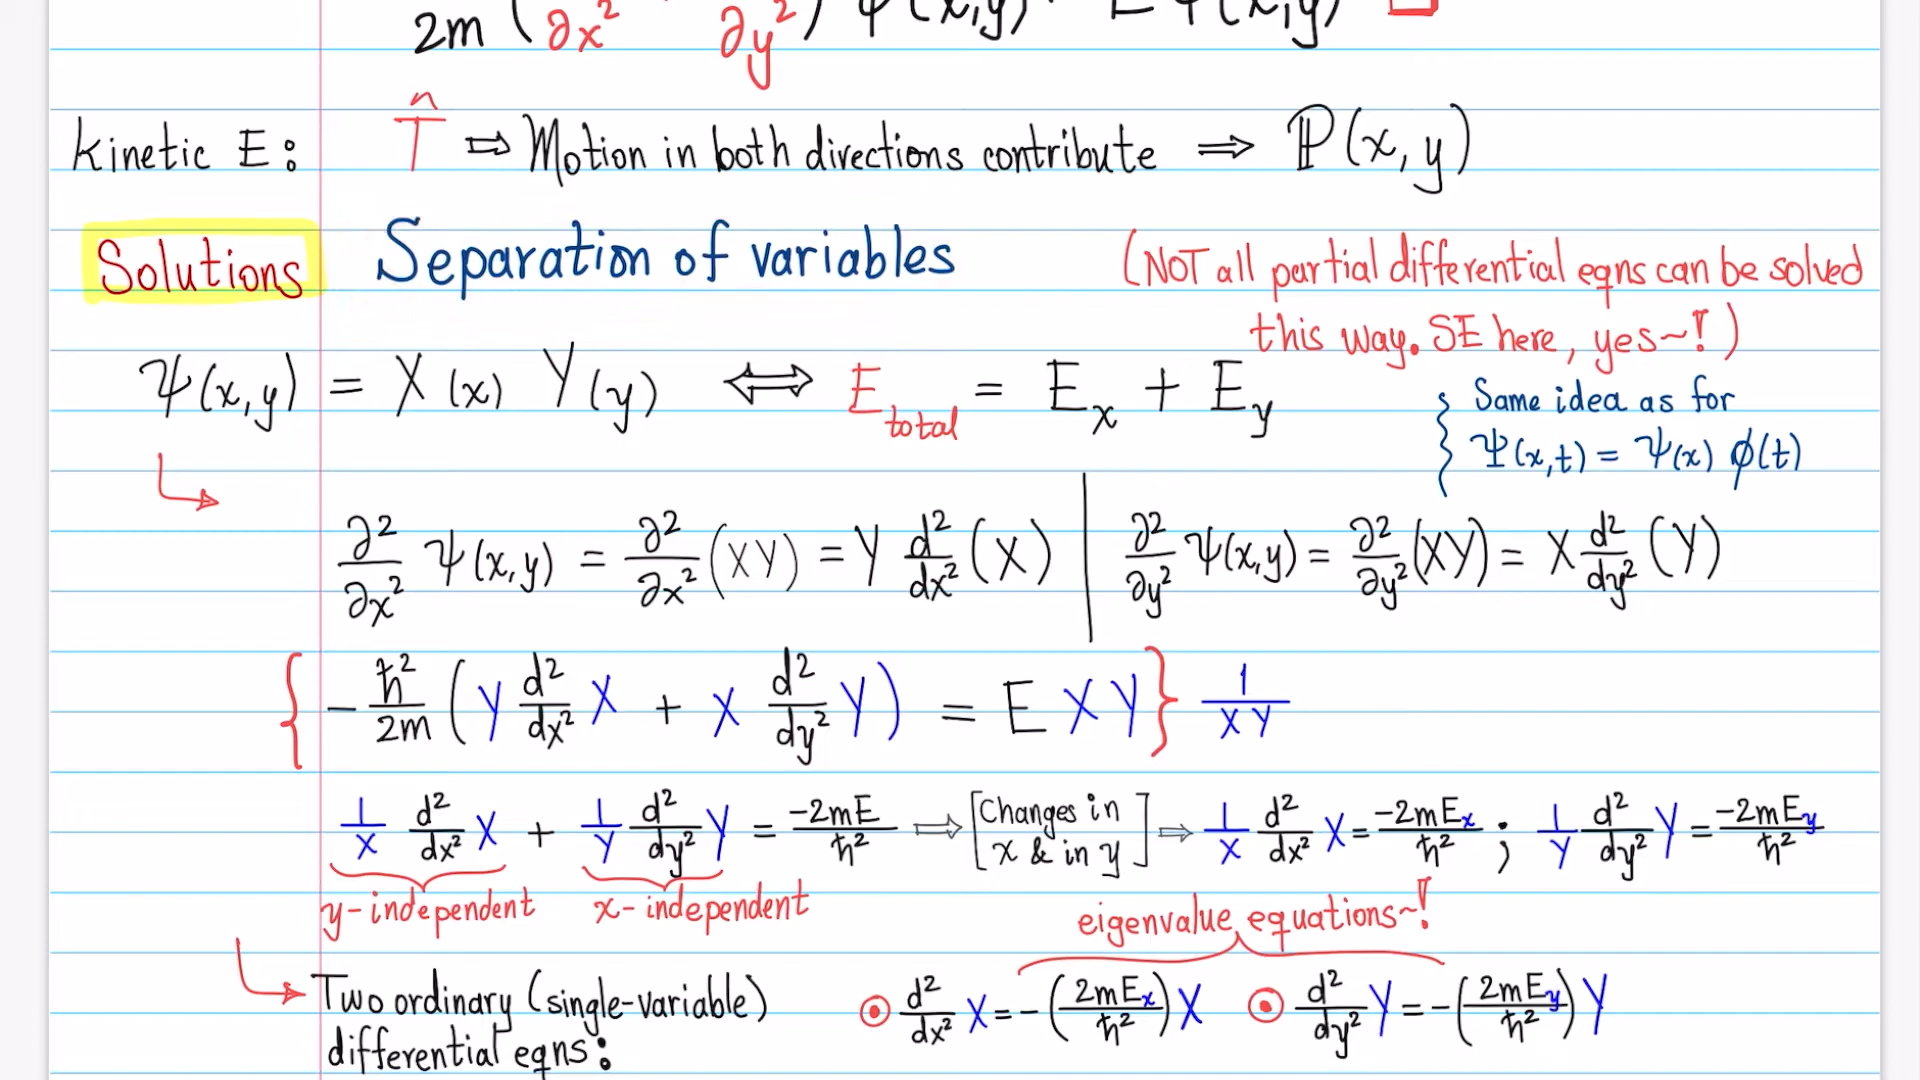 2m ( ∂x² ∂y² ) Ψ(x,y) = E Ψ(x,y)
Kinetic E: T̂ ⇒ Motion in both directions contribute ⇒ ℙ(x,y)
Solutions Separation of variables (NOT all partial differential eqns can be solved
this way. SE here, yes~!)
Ψ(x,y) = X(x) Y(y) ⟺ E_total = E_x + E_y
{ Same idea as for
Ψ(x,t) = ψ(x) ϕ(t)
∂²/∂x² Ψ(x,y) = ∂²/∂x² (XY) = Y d²/dx² (X) | ∂²/∂y² Ψ(x,y) = ∂²/∂y² (XY) = X d²/dy² (Y)
{ -ħ²/2m ( Y d²/dx² X + X d²/dy² Y ) = E X Y } 1/XY
1/X d²/dx² X + 1/Y d²/dy² Y = -2mE/ħ² ⇒ [Changes in x & in y] ⇒ 1/X d²/dx² X = -2mE_x/ħ² ; 1/Y d²/dy² Y = -2mE_y/ħ²
y-independent x-independent eigenvalue equations~!
Two ordinary (single-variable) ⊙ d²/dx² X = -(2mE_x/ħ²) X ⊙ d²/dy² Y = -(2mE_y/ħ²) Y
differential eqns: